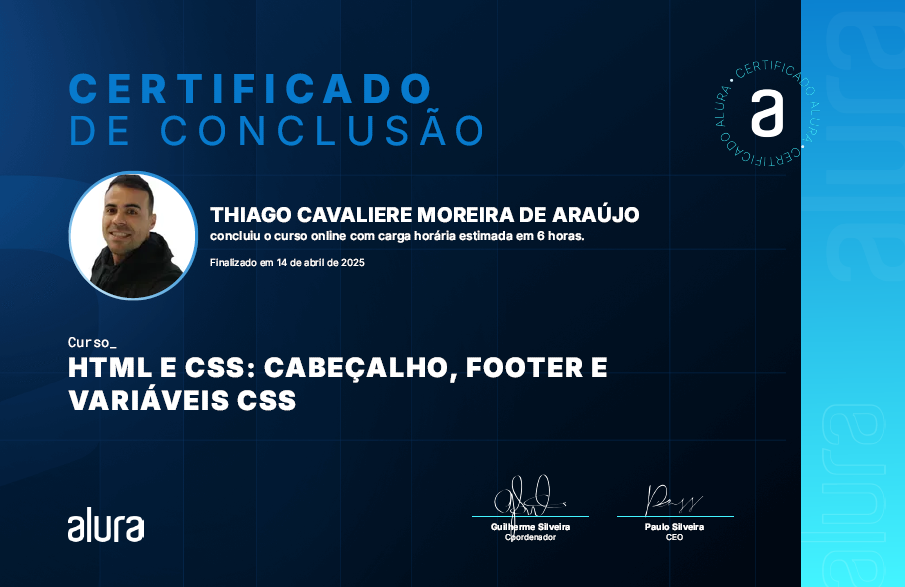 CERTIFICADO
DE CONCLUSÃO
CERTIFICADO ALURA • CERTIFICADO ALURA •
a
THIAGO CAVALIERE MOREIRA DE ARAÚJO
concluiu o curso online com carga horária estimada em 6 horas.
Finalizado em 14 de abril de 2025
Curso_
HTML E CSS: CABEÇALHO, FOOTER E
VARIÁVEIS CSS
alura
Guilherme Silveira
Coordenador
Paulo Silveira
CEO
alura
alura
alura